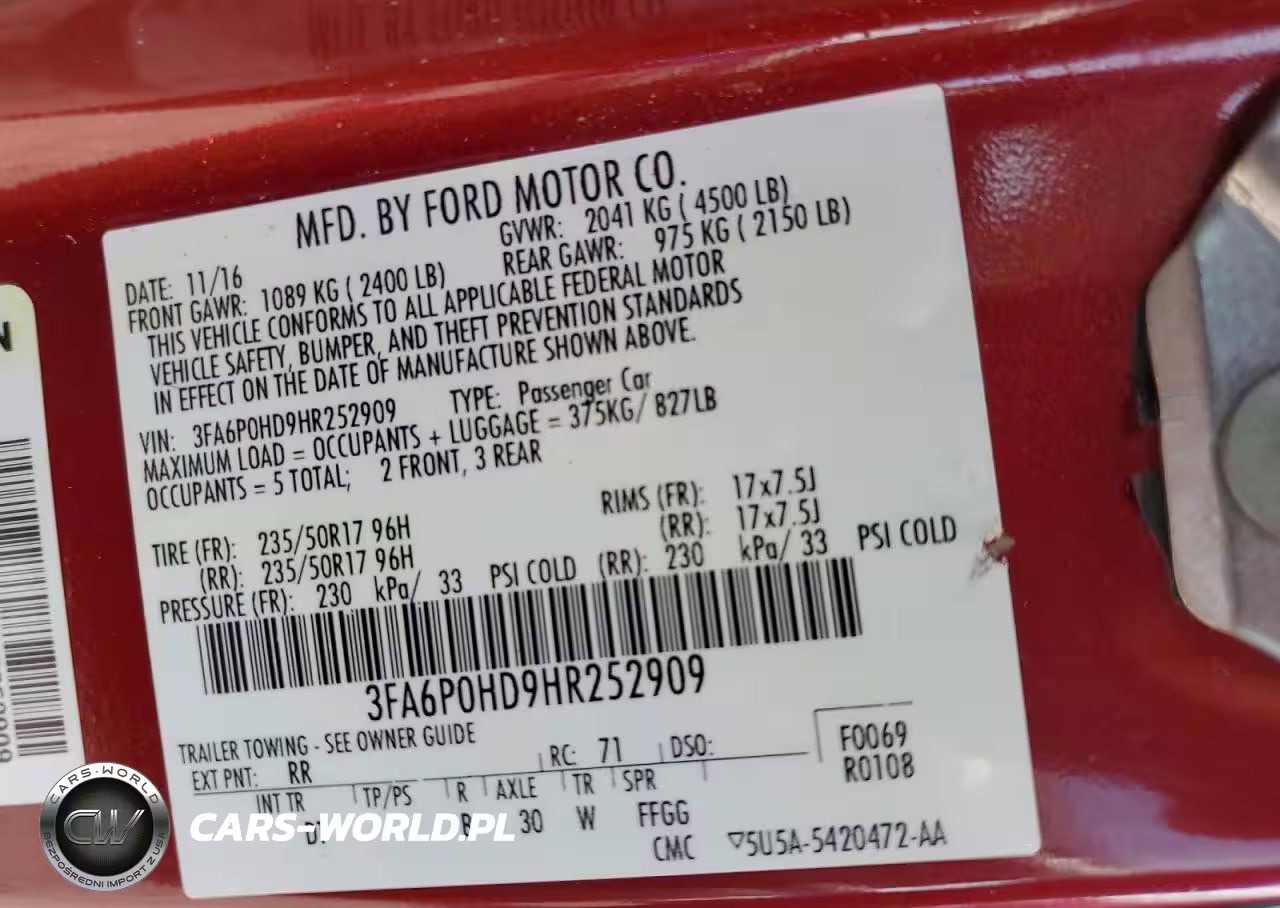 MFD. BY FORD MOTOR CO.
DATE: 11/16 GVWR: 2041 KG ( 4500 LB)
FRONT GAWR: 1089 KG ( 2400 LB) REAR GAWR: 975 KG ( 2150 LB)
THIS VEHICLE CONFORMS TO ALL APPLICABLE FEDERAL MOTOR
VEHICLE SAFETY, BUMPER, AND THEFT PREVENTION STANDARDS
IN EFFECT ON THE DATE OF MANUFACTURE SHOWN ABOVE.
VIN: 3FA6P0HD9HR252909 TYPE: Passenger Car
MAXIMUM LOAD = OCCUPANTS + LUGGAGE = 375KG/ 827LB
OCCUPANTS = 5 TOTAL; 2 FRONT, 3 REAR
TIRE (FR): 235/50R17 96H RIMS (FR): 17x7.5J
(RR): 235/50R17 96H (RR): 17x7.5J
PRESSURE (FR): 230 kPa/ 33 PSI COLD (RR): 230 kPa/ 33 PSI COLD
3FA6P0HD9HR252909
TRAILER TOWING - SEE OWNER GUIDE
EXT PNT: RR RC: 71 DSO: F0069
R0108
INT TR TP/PS R AXLE TR SPR
30 W FFGG
CMC ▽5U5A-5420472-AA
CARS-WORLD
CW
BEZPOŚREDNI IMPORT Z USA
CARS-WORLD.PL